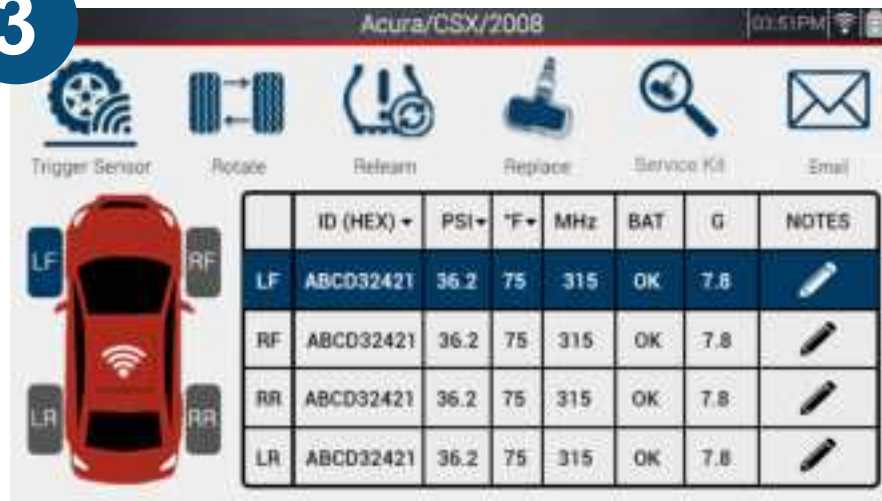 3
Acura/CSX/2008 03:51PM
Trigger Sensor Rotate Relearn Replace Service Kit Email
LF RF
LR RR
ID (HEX) PSI °F MHz BAT G NOTES
LF ABCD32421 36.2 75 315 OK 7.8
RF ABCD32421 36.2 75 315 OK 7.8
RR ABCD32421 36.2 75 315 OK 7.8
LR ABCD32421 36.2 75 315 OK 7.8